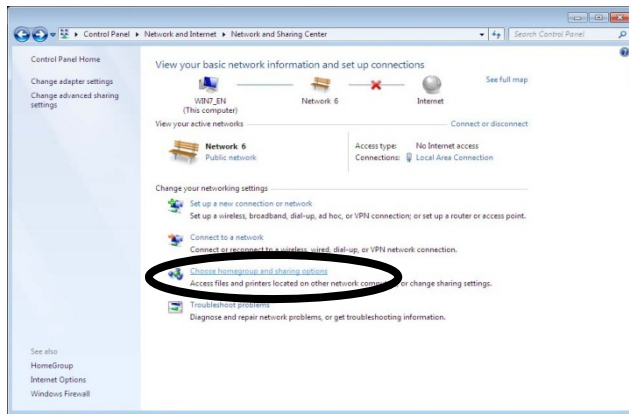 Control Panel ▸ Network and Internet ▸ Network and Sharing Center
Search Control Panel
Control Panel Home
Change adapter settings
Change advanced sharing
settings
View your basic network information and set up connections
See full map
WIN7_EN
(This computer)
Network 6
Internet
View your active networks
Connect or disconnect
Network 6
Public network
Access type: No Internet access
Connections: Local Area Connection
Change your networking settings
Set up a new connection or network
Set up a wireless, broadband, dial-up, ad hoc, or VPN connection; or set up a router or access point.
Connect to a network
Connect or reconnect to a wireless, wired, dial-up, or VPN network connection.
Choose homegroup and sharing options
Access files and printers located on other network computers, or change sharing settings.
Troubleshoot problems
Diagnose and repair network problems, or get troubleshooting information.
See also
HomeGroup
Internet Options
Windows Firewall